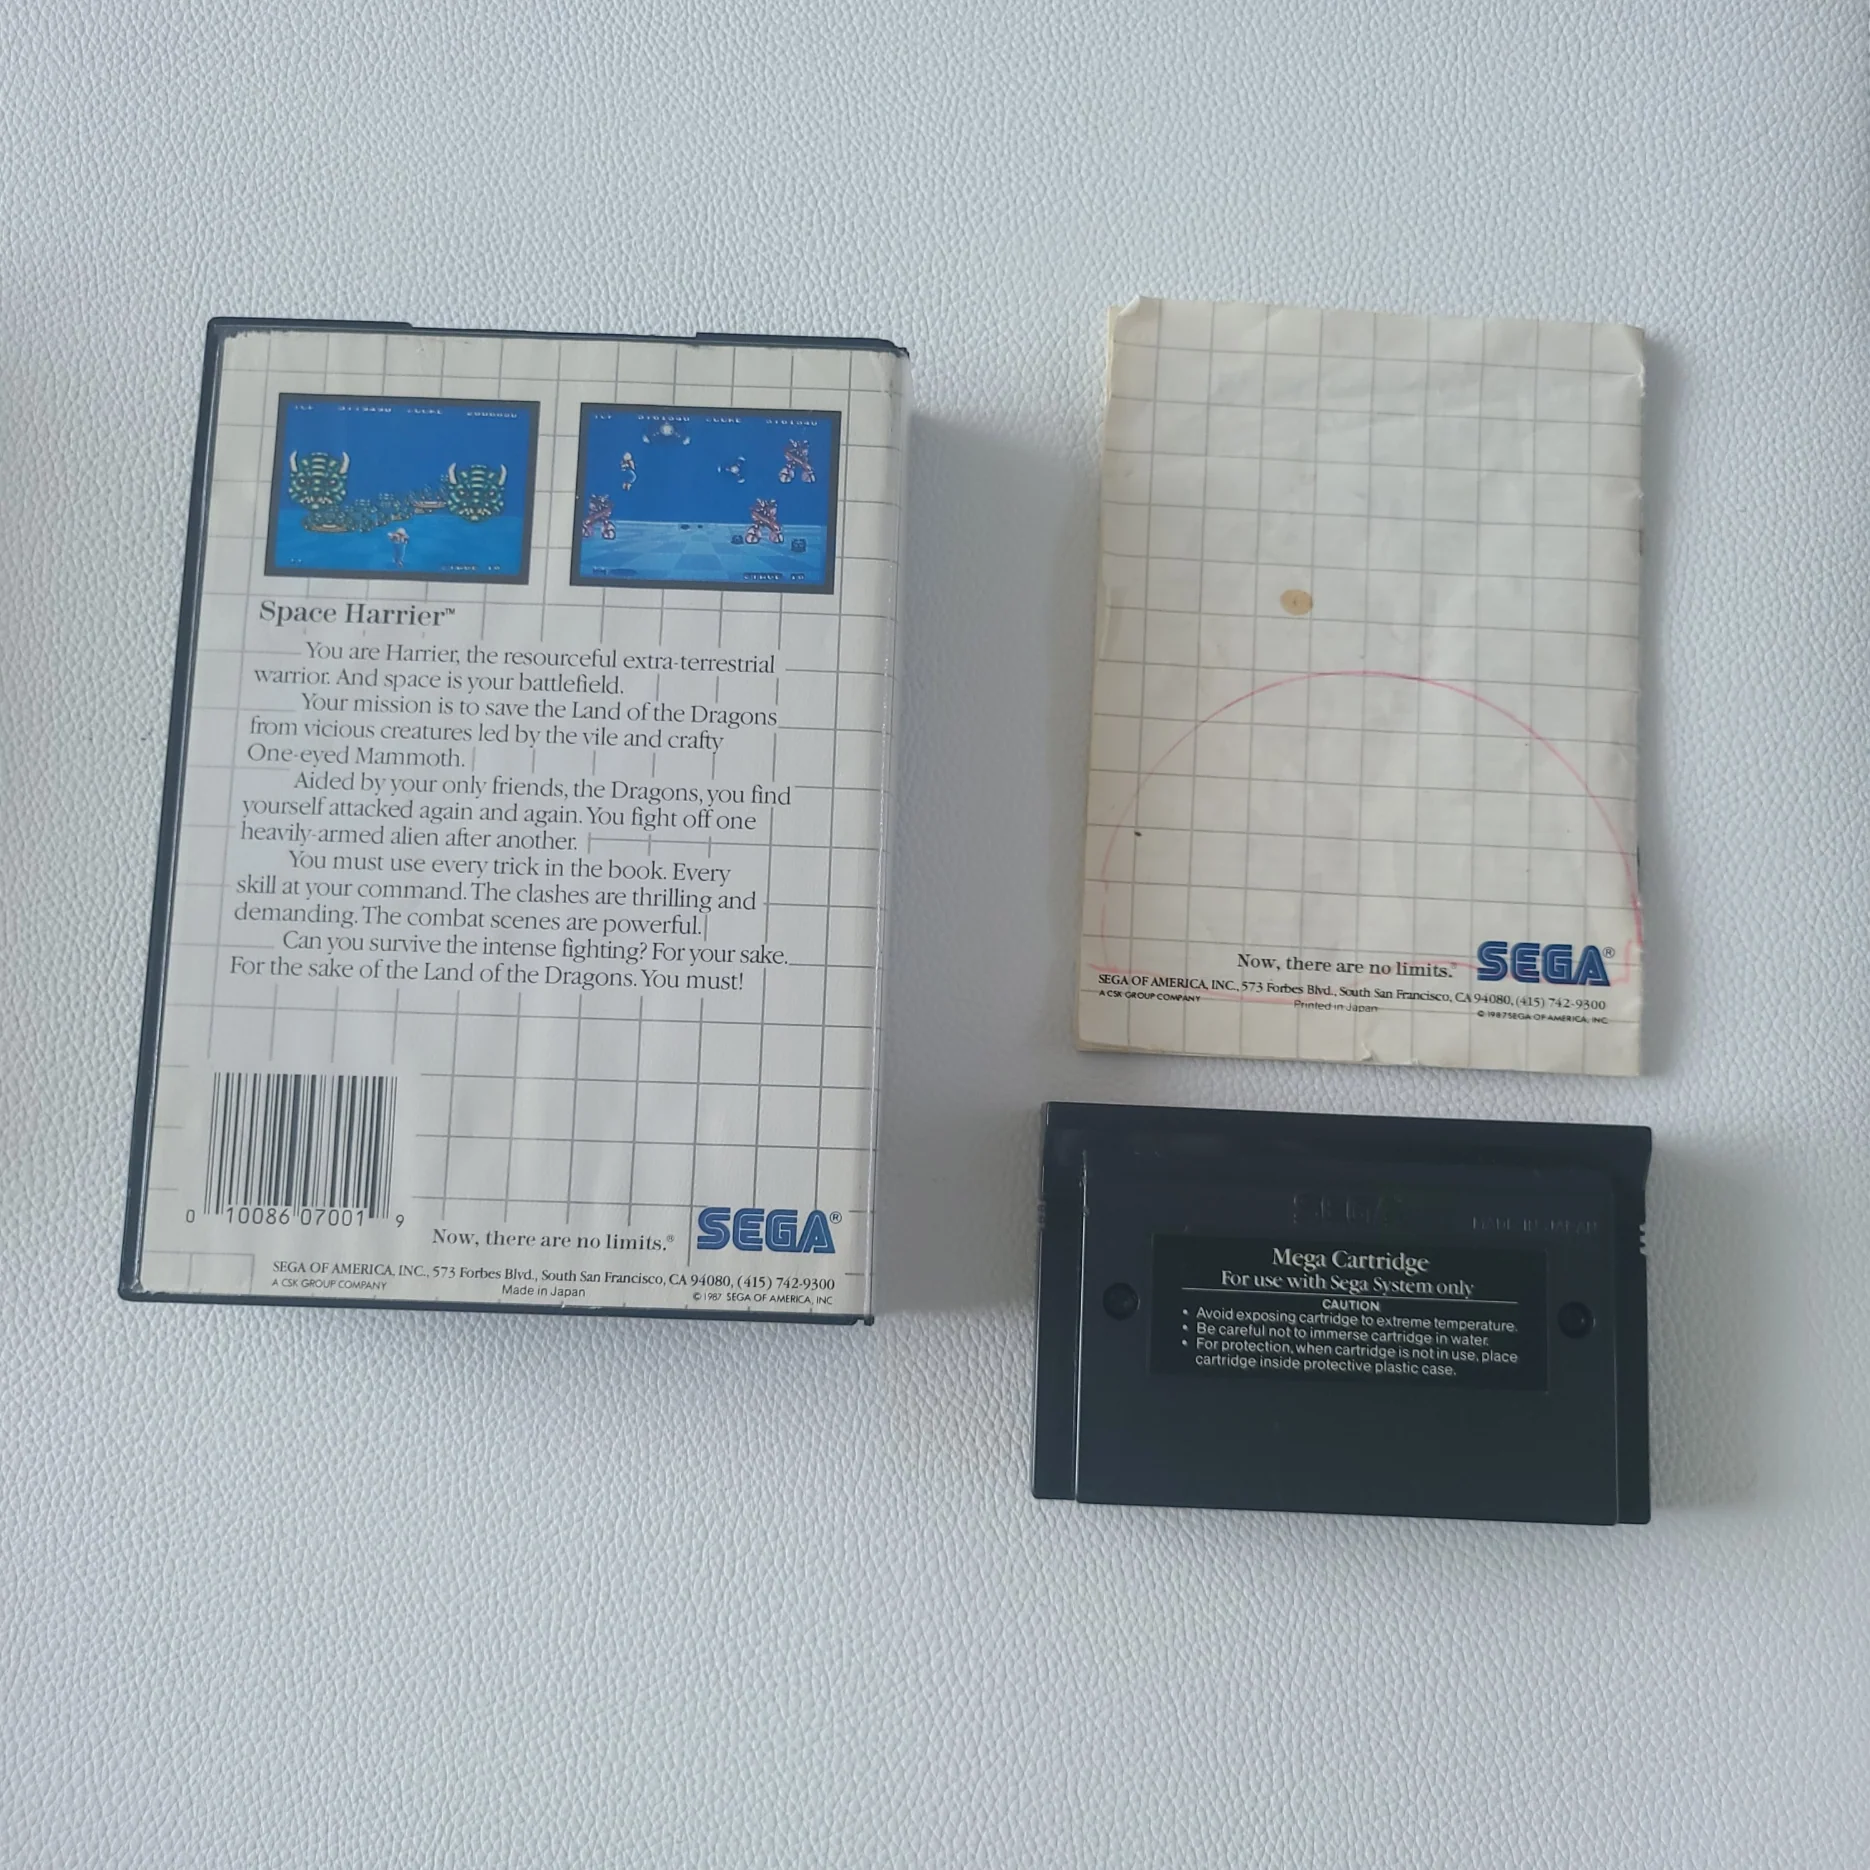 Space Harrier™
You are Harrier, the resourceful extra-terrestrial
warrior. And space is your battlefield.
Your mission is to save the Land of the Dragons
from vicious creatures led by the vile and crafty
One-eyed Mammoth.
Aided by your only friends, the Dragons, you find
yourself attacked again and again. You fight off one
heavily-armed alien after another.
You must use every trick in the book. Every
skill at your command. The clashes are thrilling and
demanding. The combat scenes are powerful.
Can you survive the intense fighting? For your sake.
For the sake of the Land of the Dragons. You must!
0 10086 07001 9
Now, there are no limits.® SEGA®
SEGA OF AMERICA, INC., 573 Forbes Blvd., South San Francisco, CA 94080, (415) 742-9300
A CSK GROUP COMPANY Made in Japan © 1987 SEGA OF AMERICA, INC
Now, there are no limits.® SEGA®
SEGA OF AMERICA, INC., 573 Forbes Blvd., South San Francisco, CA 94080, (415) 742-9300
A CSK GROUP COMPANY Printed in Japan © 1987 SEGA OF AMERICA, INC.
SEGA MADE IN JAPAN
Mega Cartridge
For use with Sega System only
CAUTION
• Avoid exposing cartridge to extreme temperature.
• Be careful not to immerse cartridge in water.
• For protection, when cartridge is not in use, place
cartridge inside protective plastic case.